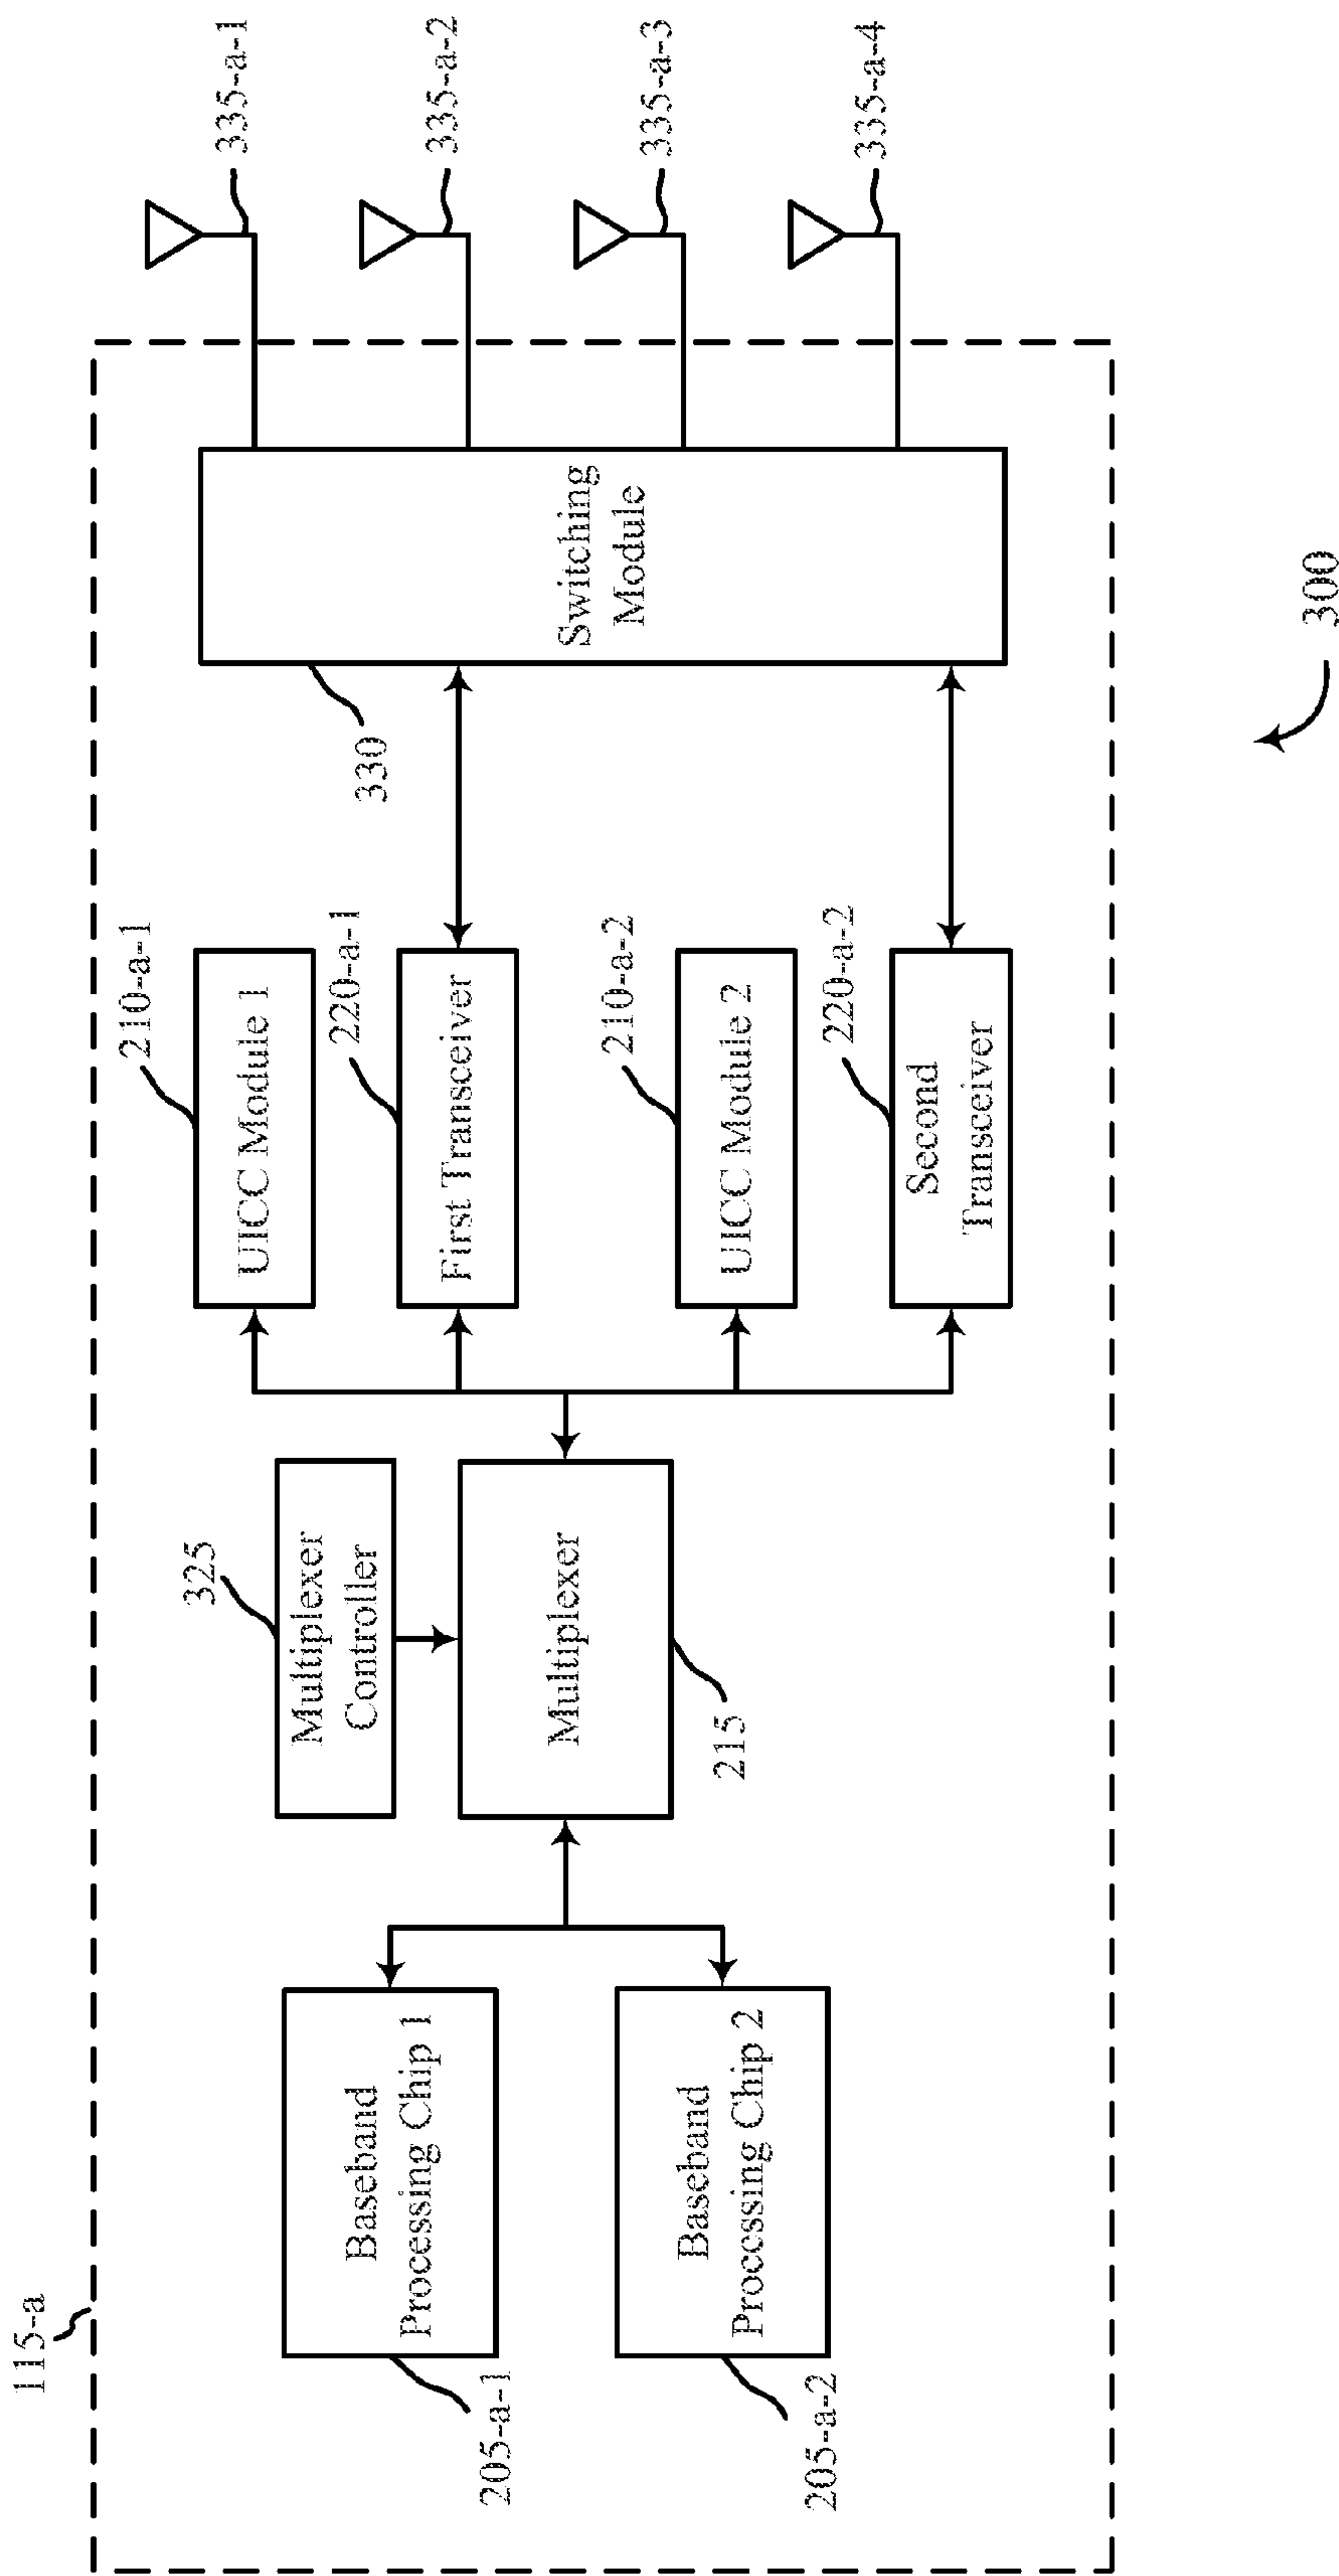 115-a
205-a-1
Baseband
Processing Chip 1
205-a-2
Baseband
Processing Chip 2
325
Multiplexer
Controller
Multiplexer
215
210-a-1
UICC Module 1
220-a-1
First Transceiver
210-a-2
UICC Module 2
220-a-2
Second
Transceiver
330
Switching
Module
335-a-1
335-a-2
335-a-3
335-a-4
300